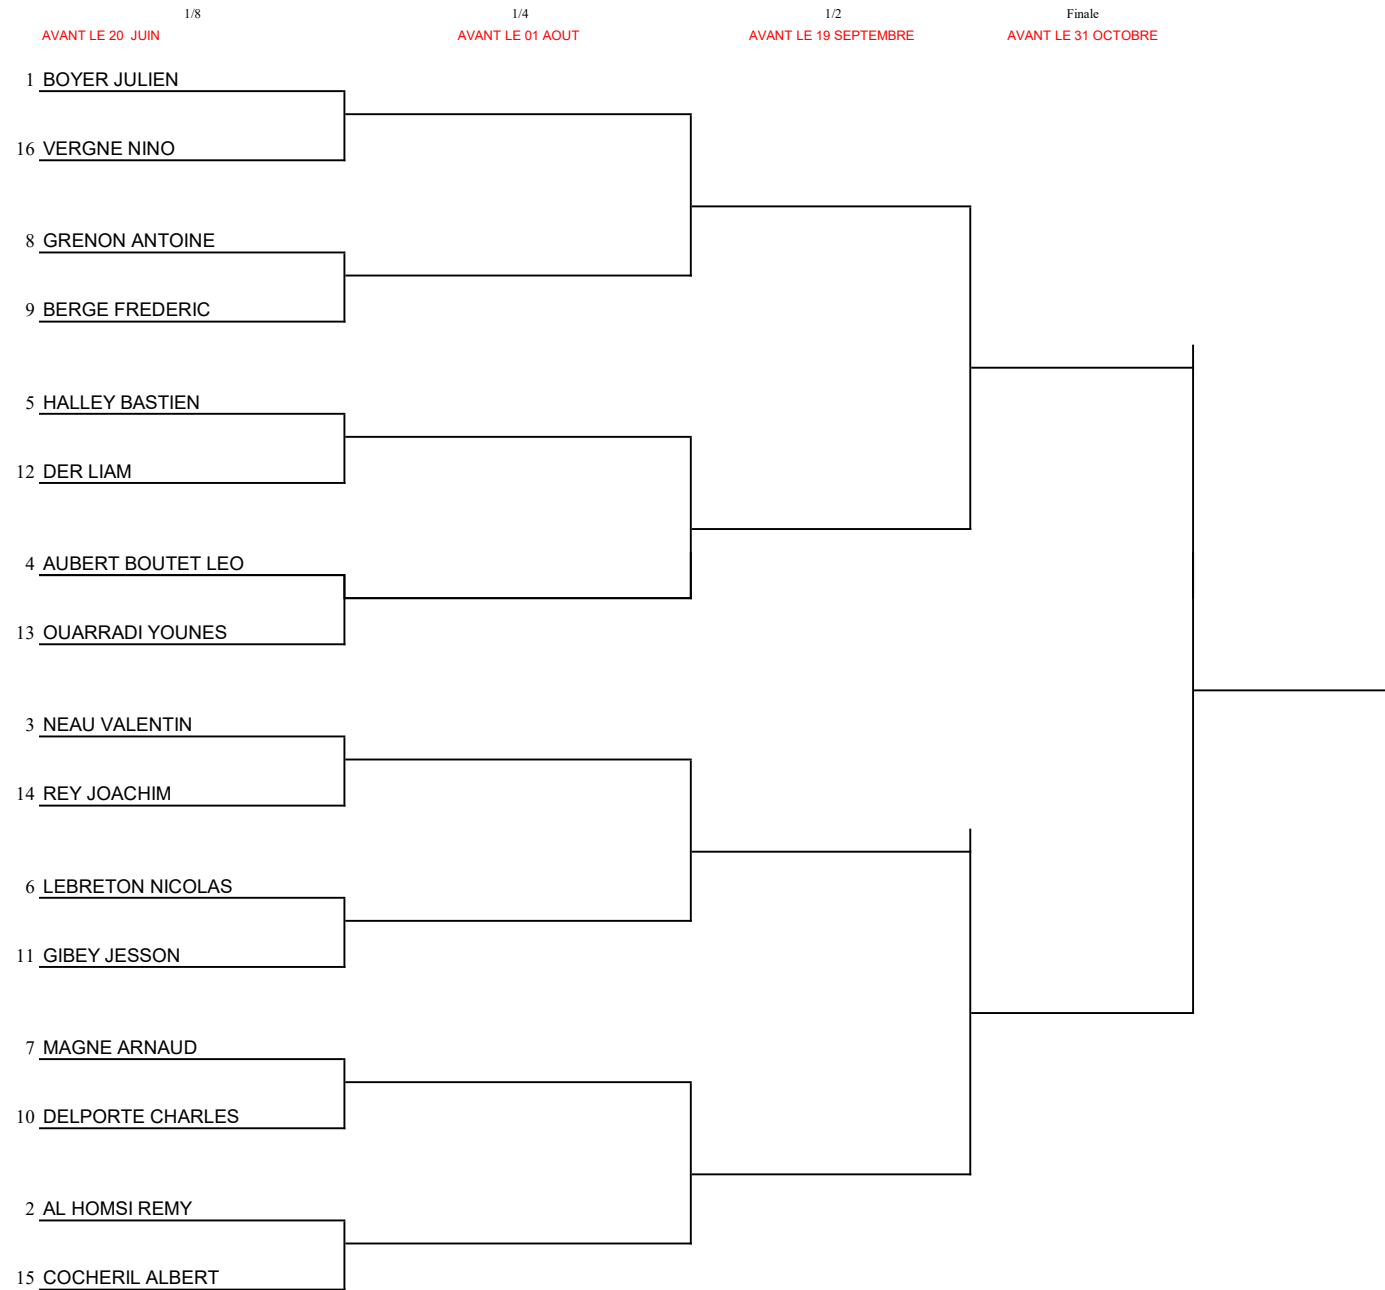 1/8 1/4 1/2 Finale
AVANT LE 20 JUIN AVANT LE 01 AOUT AVANT LE 19 SEPTEMBRE AVANT LE 31 OCTOBRE
1 BOYER JULIEN
16 VERGNE NINO
8 GRENON ANTOINE
9 BERGE FREDERIC
5 HALLEY BASTIEN
12 DER LIAM
4 AUBERT BOUTET LEO
13 OUARRADI YOUNES
3 NEAU VALENTIN
14 REY JOACHIM
6 LEBRETON NICOLAS
11 GIBEY JESSON
7 MAGNE ARNAUD
10 DELPORTE CHARLES
2 AL HOMSI REMY
15 COCHERIL ALBERT